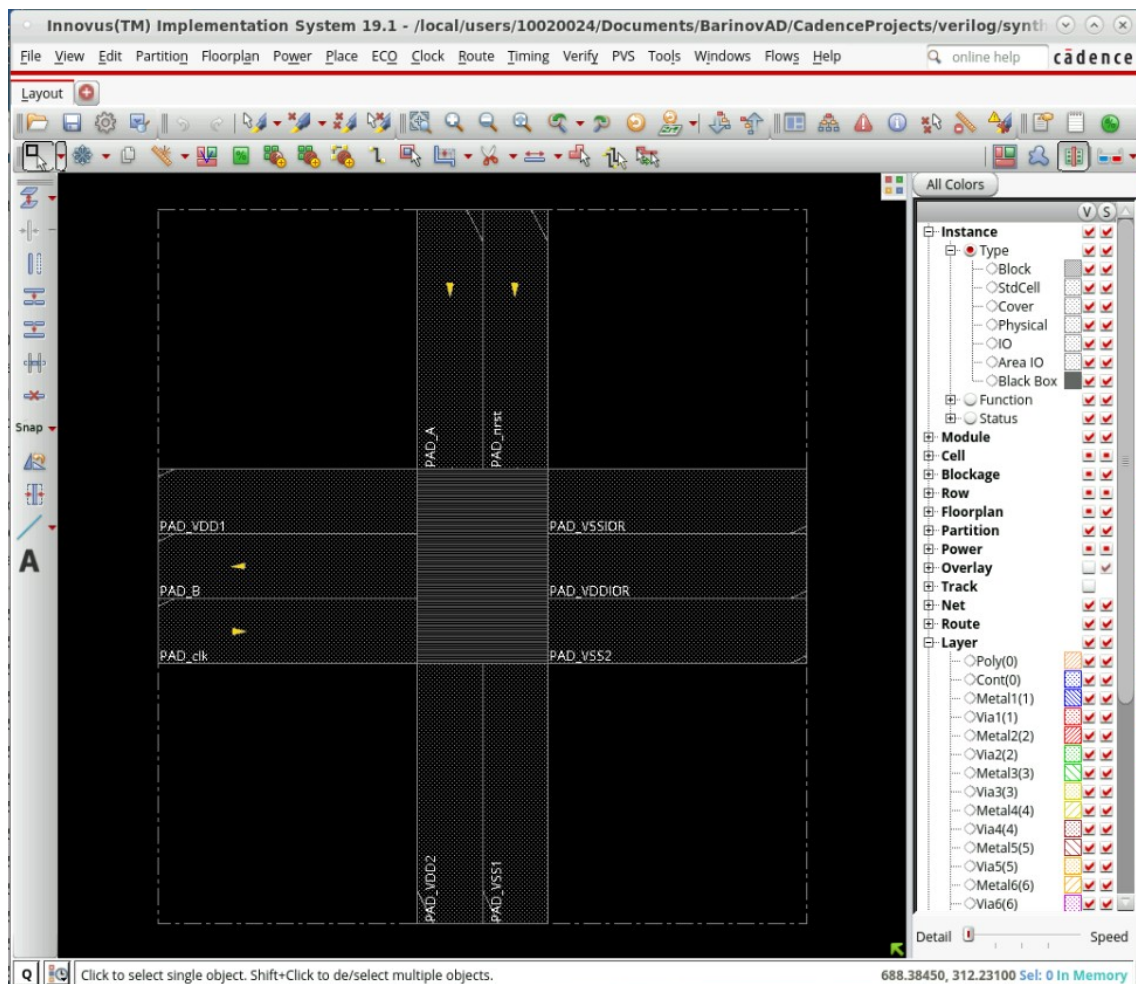 Innovus(TM) Implementation System 19.1 - /local/users/10020024/Documents/BarinovAD/CadenceProjects/verilog/synth
File View Edit Partition Floorplan Power Place ECO Clock Route Timing Verify PVS Tools Windows Flows Help
online help
cādence
Layout
All Colors
V S
Instance
Type
Block
StdCell
Cover
Physical
IO
Area IO
Black Box
Function
Status
Module
Cell
Blockage
Row
Floorplan
Partition
Power
Overlay
Track
Net
Route
Layer
Poly(0)
Cont(0)
Metal1(1)
Via1(1)
Metal2(2)
Via2(2)
Metal3(3)
Via3(3)
Metal4(4)
Via4(4)
Metal5(5)
Via5(5)
Metal6(6)
Via6(6)
Detail Speed
Snap
A
PAD_A
PAD_nrst
PAD_VDD1
PAD_VSSIOR
PAD_B
PAD_VDDIOR
PAD_clk
PAD_VSS2
PAD_VDD2
PAD_VSS1
Q
Click to select single object. Shift+Click to de/select multiple objects.
688.38450, 312.23100 Sel: 0 In Memory